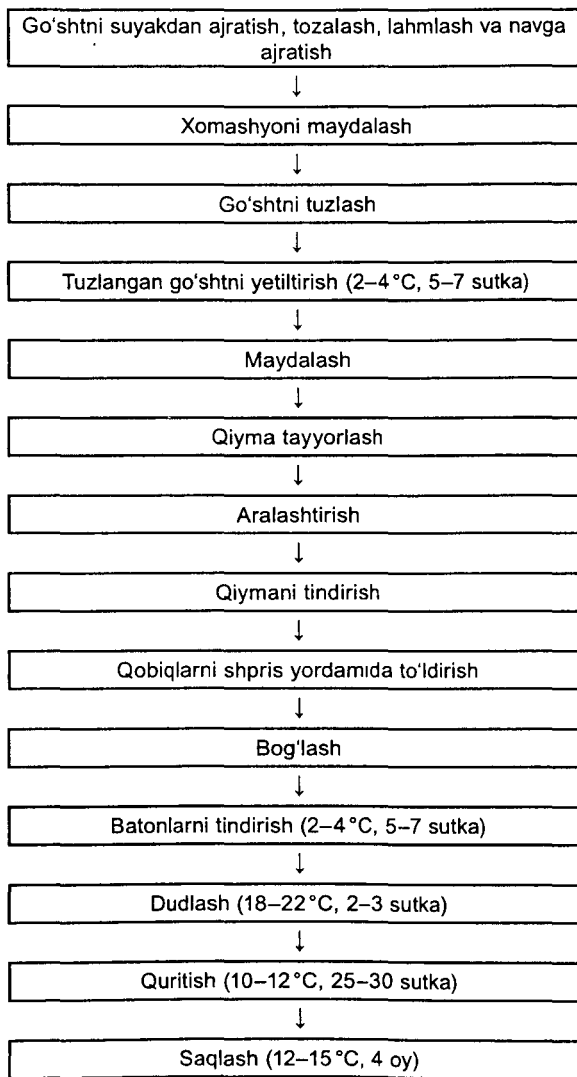 Go‘shtni suyakdan ajratish, tozalash, lahmlash va navga
ajratish
↓
Xomashyoni maydalash
↓
Go‘shtni tuzlash
↓
Tuzlangan go‘shtni yetiltirish (2–4 °C, 5–7 sutka)
↓
Maydalash
↓
Qiyma tayyorlash
↓
Aralashtirish
↓
Qiymani tindirish
↓
Qobiqlarni shpris yordamida to‘ldirish
↓
Bog‘lash
↓
Batonlarni tindirish (2–4 °C, 5–7 sutka)
↓
Dudlash (18–22 °C, 2–3 sutka)
↓
Quritish (10–12 °C, 25–30 sutka)
↓
Saqlash (12–15 °C, 4 oy)